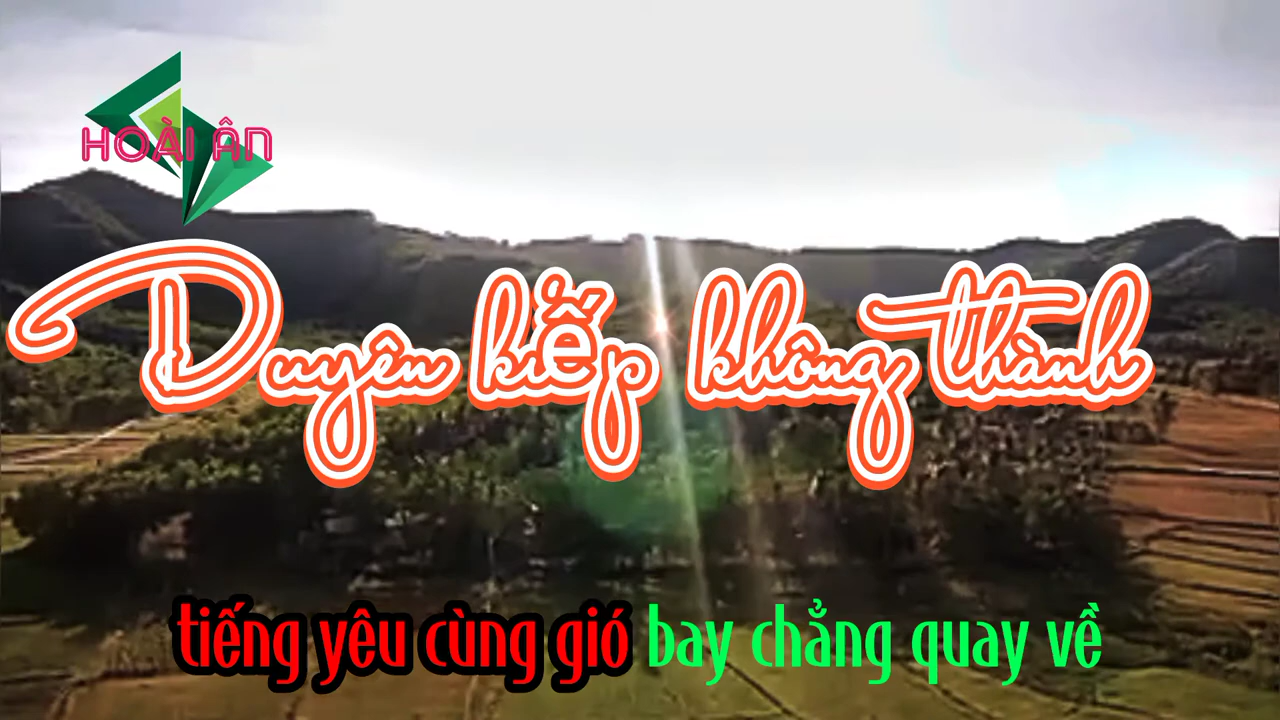 HOÀI ÂN
Duyên kiếp không thành
tiếng yêu cùng gió bay chẳng quay về